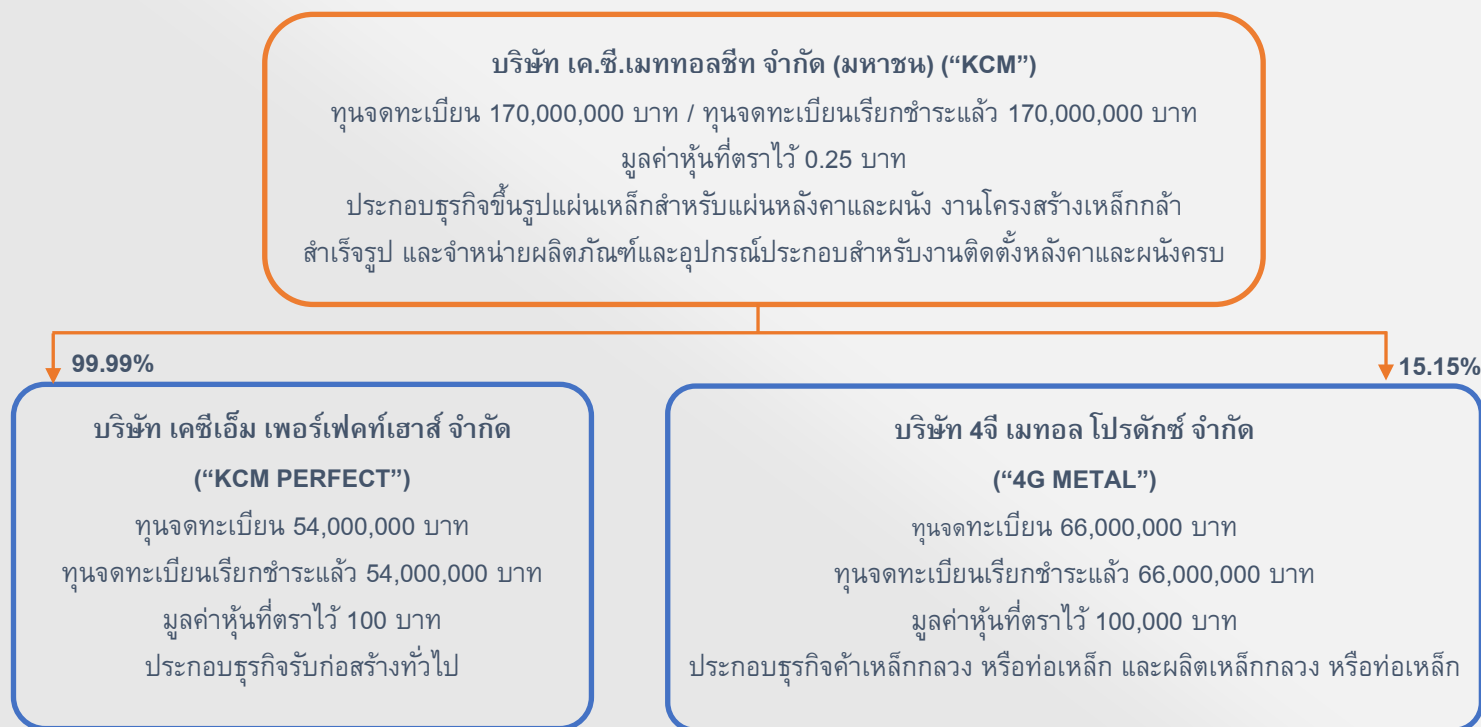 บริษัท เค.ซี.เมททอลชีท จำกัด (มหาชน) (“KCM”)
ทุนจดทะเบียน 170,000,000 บาท / ทุนจดทะเบียนเรียกชำระแล้ว 170,000,000 บาท
มูลค่าหุ้นที่ตราไว้ 0.25 บาท
ประกอบธุรกิจขึ้นรูปแผ่นเหล็กสำหรับแผ่นหลังคาและผนัง งานโครงสร้างเหล็กกล้า
สำเร็จรูป และจำหน่ายผลิตภัณฑ์และอุปกรณ์ประกอบสำหรับงานติดตั้งหลังคาและผนังครบ
99.99%
15.15%
บริษัท เคซีเอ็ม เพอร์เฟคท์เฮาส์ จำกัด
(“KCM PERFECT”)
ทุนจดทะเบียน 54,000,000 บาท
ทุนจดทะเบียนเรียกชำระแล้ว 54,000,000 บาท
มูลค่าหุ้นที่ตราไว้ 100 บาท
ประกอบธุรกิจรับก่อสร้างทั่วไป
บริษัท 4จี เมทอล โปรดักซ์ จำกัด
(“4G METAL”)
ทุนจดทะเบียน 66,000,000 บาท
ทุนจดทะเบียนเรียกชำระแล้ว 66,000,000 บาท
มูลค่าหุ้นที่ตราไว้ 100,000 บาท
ประกอบธุรกิจค้าเหล็กกลวง หรือท่อเหล็ก และผลิตเหล็กกลวง หรือท่อเหล็ก